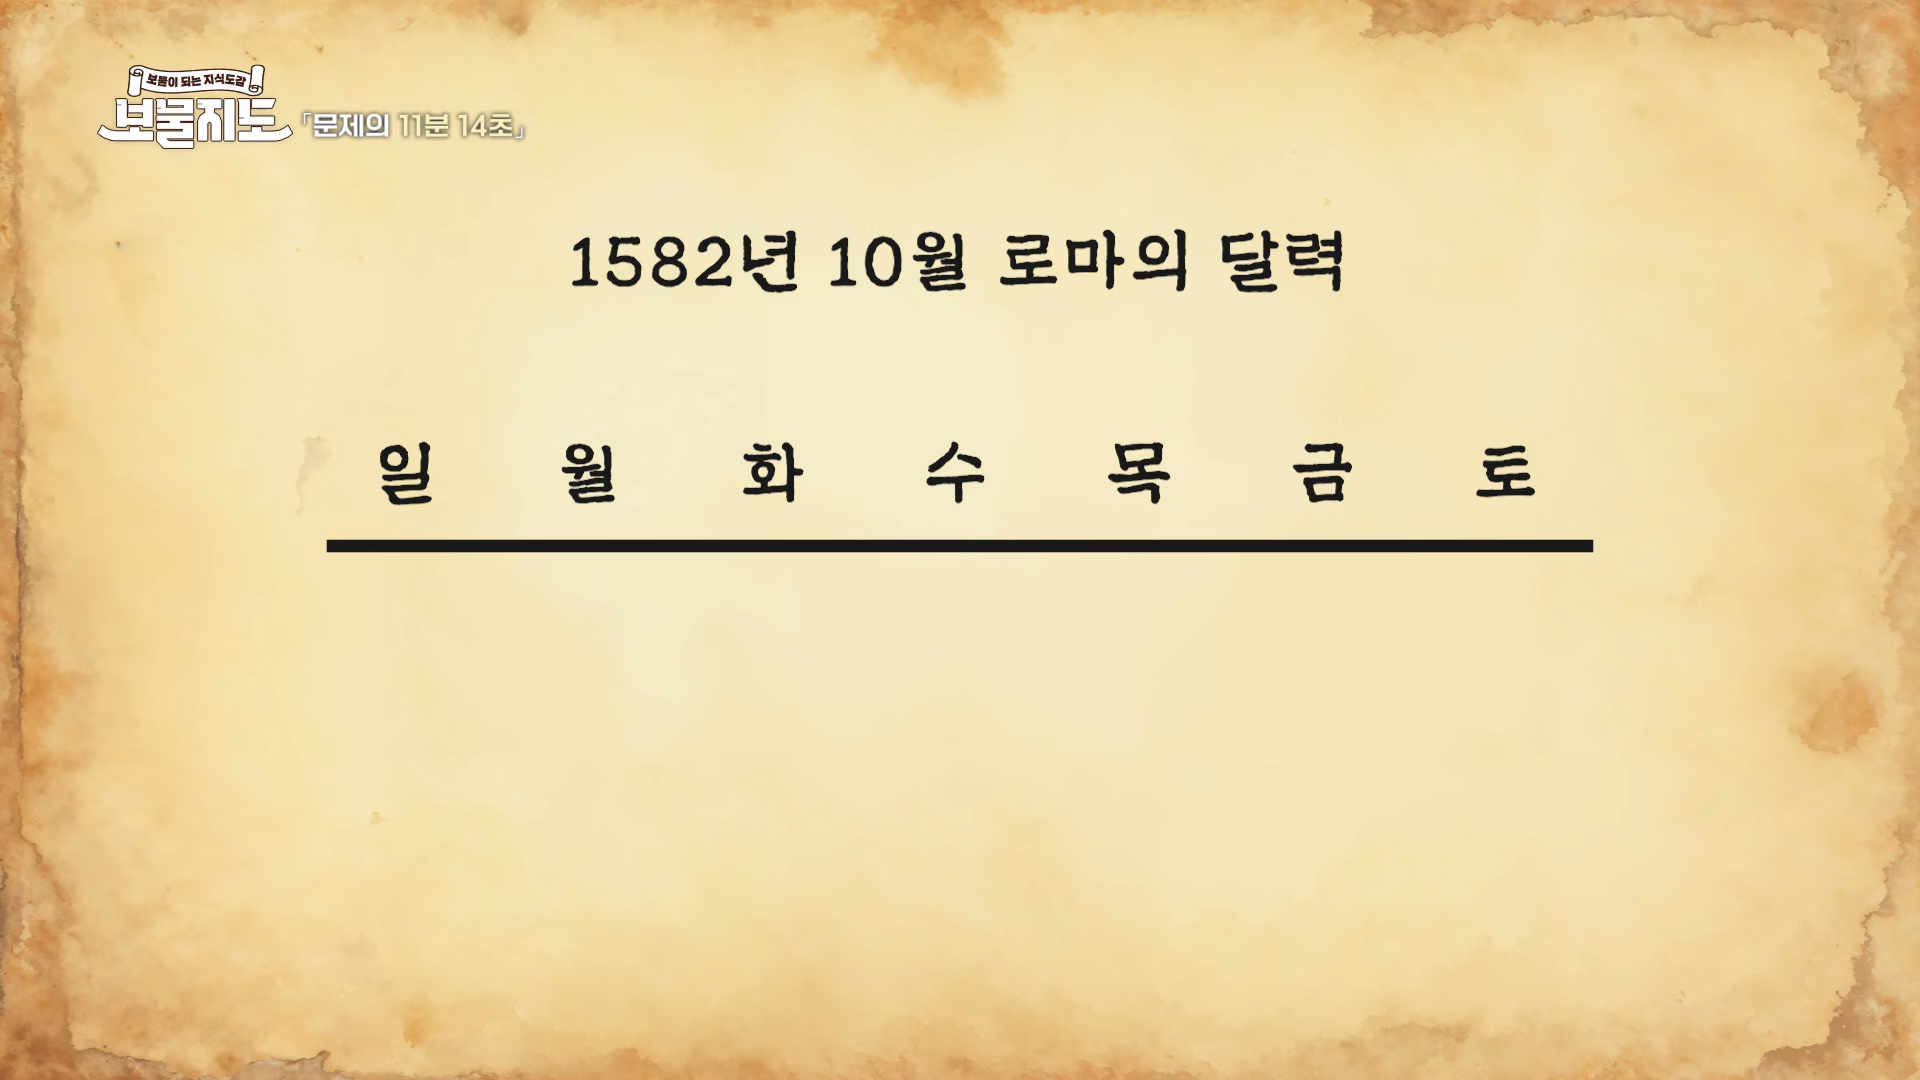 보물이 되는 지식도감
보물지도 「문제의 11분 14초」
1582년 10월 로마의 달력
일 월 화 수 목 금 토